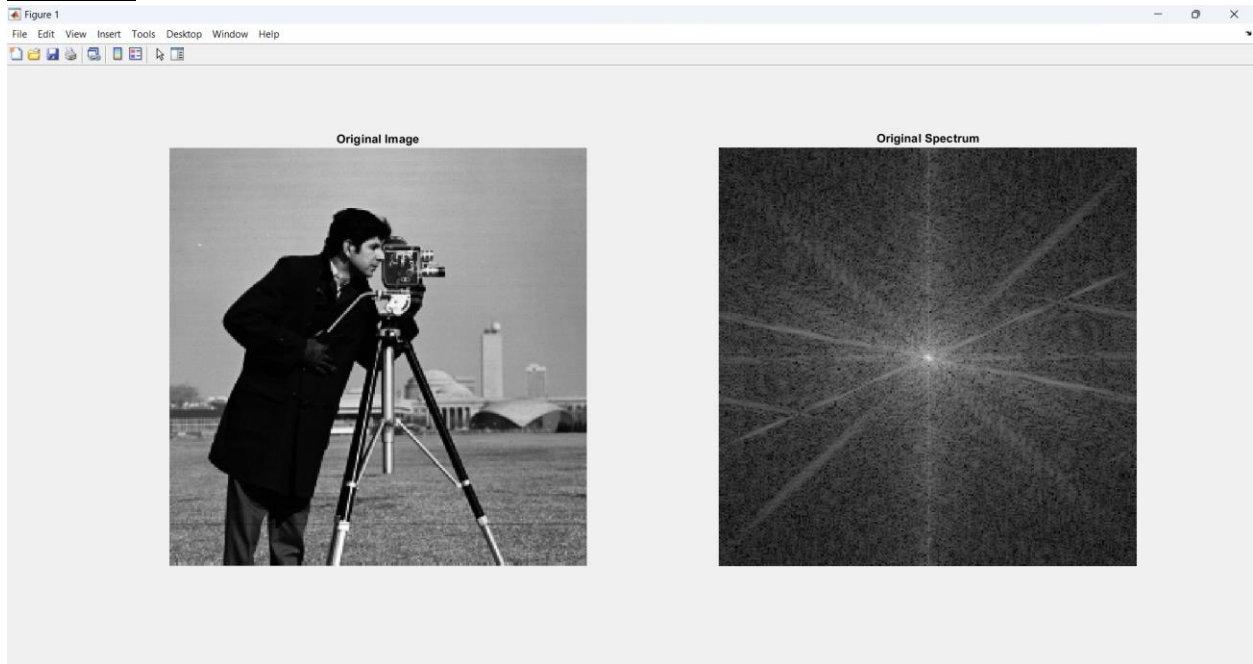 Figure 1
File Edit View Insert Tools Desktop Window Help
Original Image
Original Spectrum